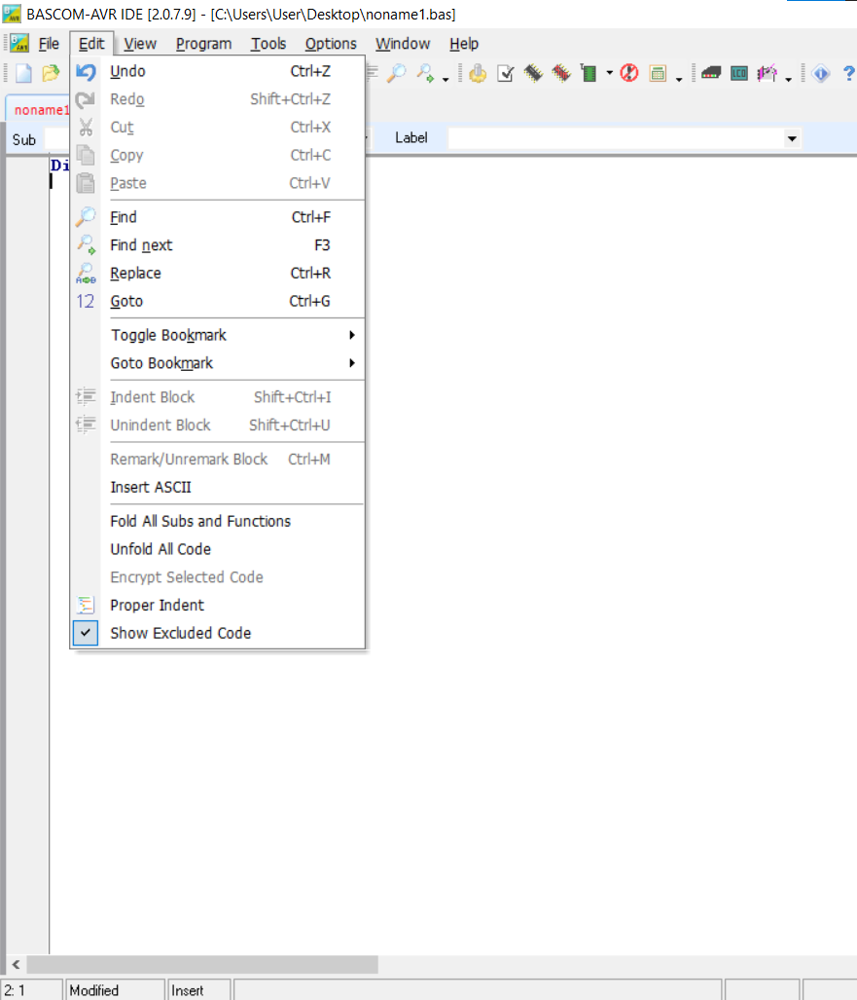 BASCOM-AVR IDE [2.0.7.9] - [C:\Users\User\Desktop\noname1.bas]
File Edit View Program Tools Options Window Help
noname1
Sub Label
Di
Undo Ctrl+Z
Redo Shift+Ctrl+Z
Cut Ctrl+X
Copy Ctrl+C
Paste Ctrl+V
Find Ctrl+F
Find next F3
Replace Ctrl+R
12 Goto Ctrl+G
Toggle Bookmark
Goto Bookmark
Indent Block Shift+Ctrl+I
Unindent Block Shift+Ctrl+U
Remark/Unremark Block Ctrl+M
Insert ASCII
Fold All Subs and Functions
Unfold All Code
Encrypt Selected Code
Proper Indent
Show Excluded Code
2: 1 Modified Insert